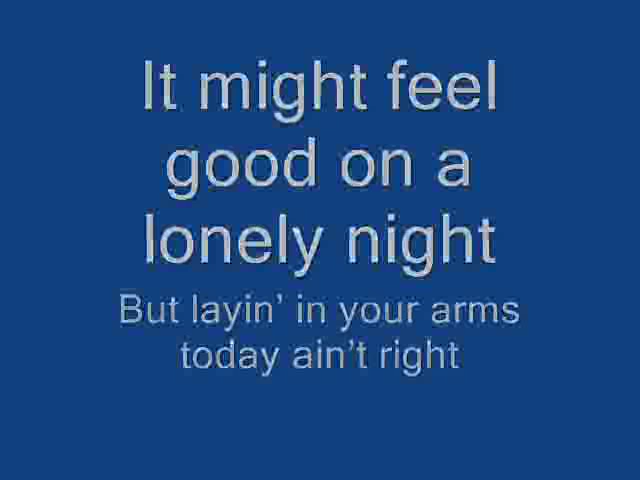 It might feel
good on a
lonely night
But layin’ in your arms
today ain’t right